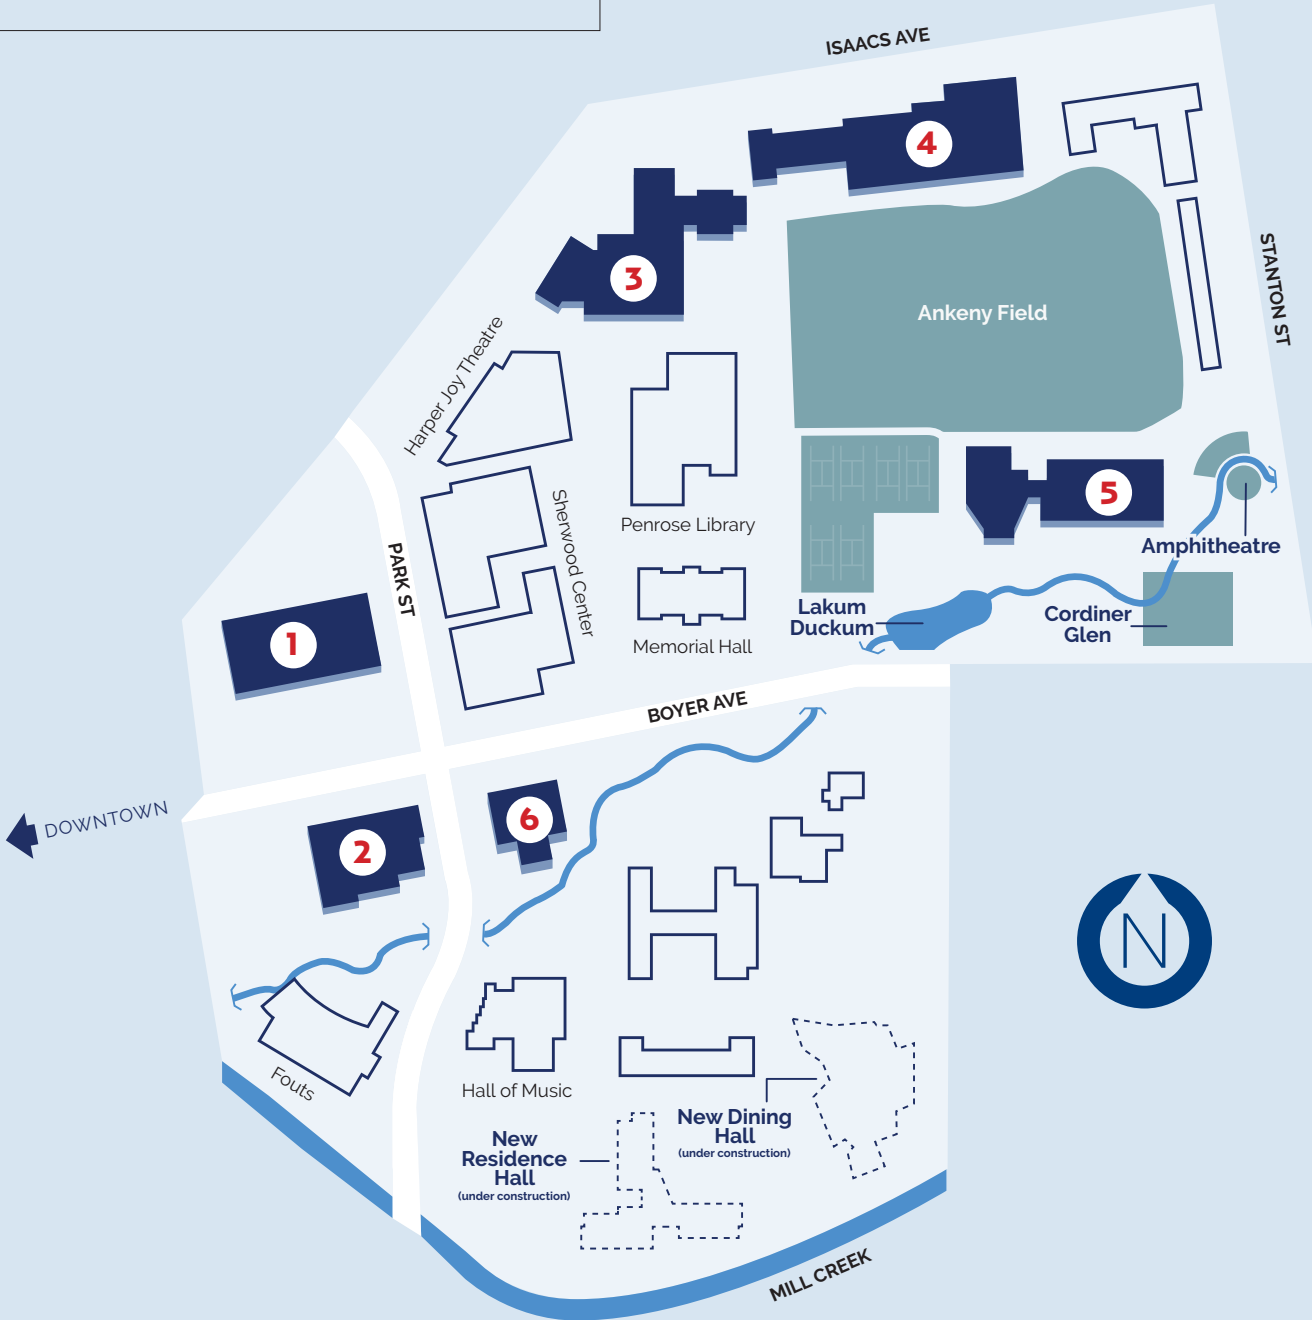 ISAACS AVE
4
3
STANTON ST
Ankeny Field
Harper Joy Theatre
5
Sherwood Center
Penrose Library
PARK ST
Amphitheatre
Lakum
Duckum
Cordiner
Glen
1
Memorial Hall
BOYER AVE
DOWNTOWN
6
2
N
Fouts
Hall of Music
New Dining
Hall
(under construction)
New
Residence
Hall
(under construction)
MILL CREEK